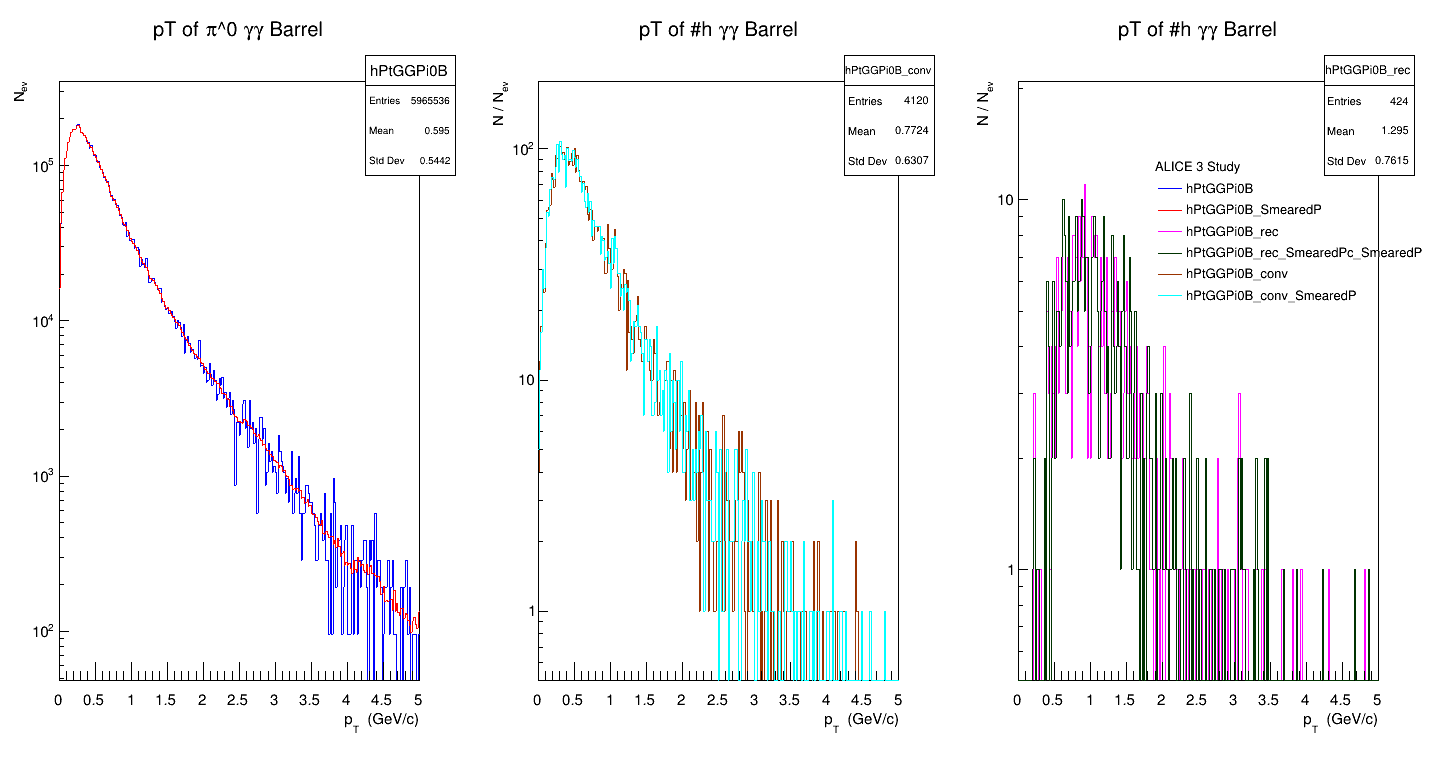 pT of π^0 γγ Barrel
N_ev
hPtGGPi0B
Entries 5965536
Mean 0.595
Std Dev 0.5442
10^5
10^4
10^3
10^2
0 0.5 1 1.5 2 2.5 3 3.5 4 4.5 5
p_T (GeV/c)
pT of #h γγ Barrel
N / N_ev
hPtGGPi0B_conv
Entries 4120
Mean 0.7724
Std Dev 0.6307
10^2
10
1
0 0.5 1 1.5 2 2.5 3 3.5 4 4.5 5
p_T (GeV/c)
pT of #h γγ Barrel
N / N_ev
hPtGGPi0B_rec
Entries 424
Mean 1.295
Std Dev 0.7615
ALICE 3 Study
hPtGGPi0B
hPtGGPi0B_SmearedP
hPtGGPi0B_rec
hPtGGPi0B_rec_SmearedPc_SmearedP
hPtGGPi0B_conv
hPtGGPi0B_conv_SmearedP
10
1
0 0.5 1 1.5 2 2.5 3 3.5 4 4.5 5
p_T (GeV/c)